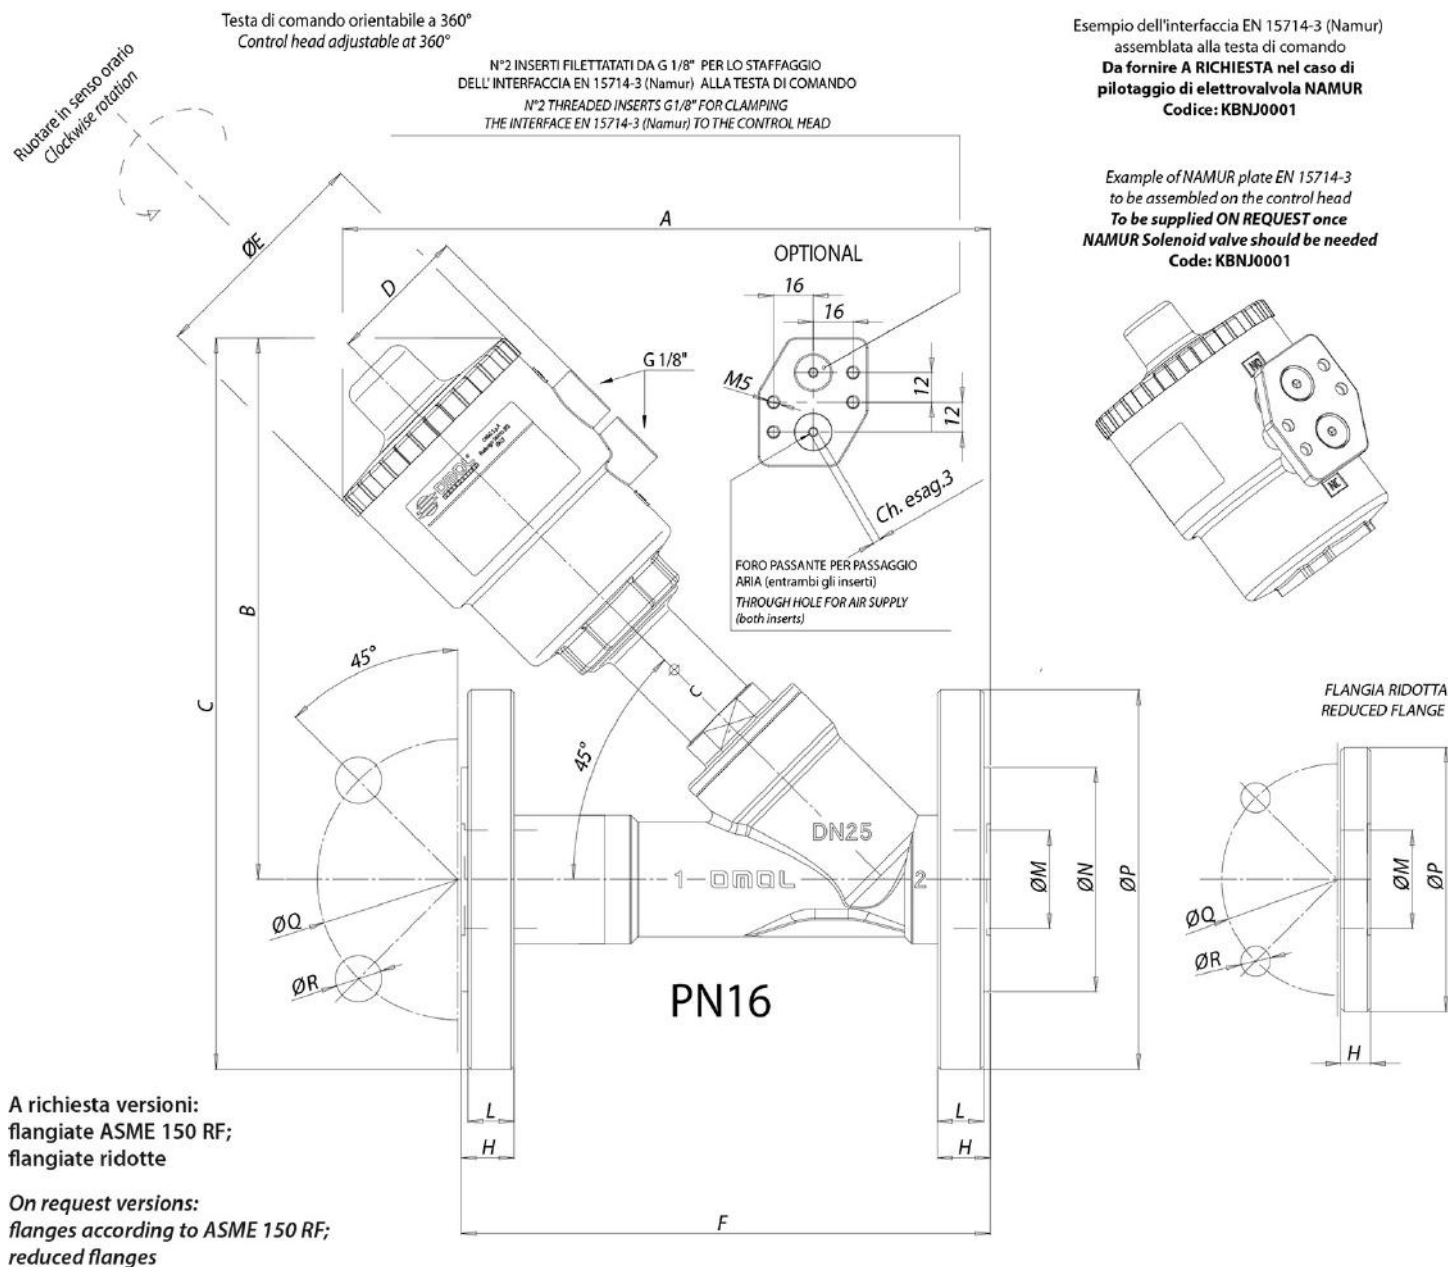 Testa di comando orientabile a 360°
Control head adjustable at 360°
Ruotare in senso orario
Clockwise rotation
N°2 INSERTI FILETTATATI DA G 1/8" PER LO STAFFAGGIO
DELL' INTERFACCIA EN 15714-3 (Namur) ALLA TESTA DI COMANDO
N°2 THREADED INSERTS G1/8" FOR CLAMPING
THE INTERFACE EN 15714-3 (Namur) TO THE CONTROL HEAD
Esempio dell'interfaccia EN 15714-3 (Namur)
assemblata alla testa di comando
Da fornire A RICHIESTA nel caso di
pilotaggio di elettrovalvola NAMUR
Codice: KBNJ0001
Example of NAMUR plate EN 15714-3
to be assembled on the control head
To be supplied ON REQUEST once
NAMUR Solenoid valve should be needed
Code: KBNJ0001
A
ØE
D
OPTIONAL
16
16
G 1/8"
M5
12
12
Ch. esag.3
NO
NC
OMAL
FORO PASSANTE PER PASSAGGIO
ARIA (entrambi gli inserti)
THROUGH HOLE FOR AIR SUPPLY
(both inserts)
B
C
45°
45°
Ø C
FLANGIA RIDOTTA
REDUCED FLANGE
DN25
1 OMAL
2
ØM
ØN
ØP
ØQ
ØR
ØM
ØP
ØQ
ØR
PN16
H
L
L
H
H
F
A richiesta versioni:
flangiate ASME 150 RF;
flangiate ridotte
On request versions:
flanges according to ASME 150 RF;
reduced flanges